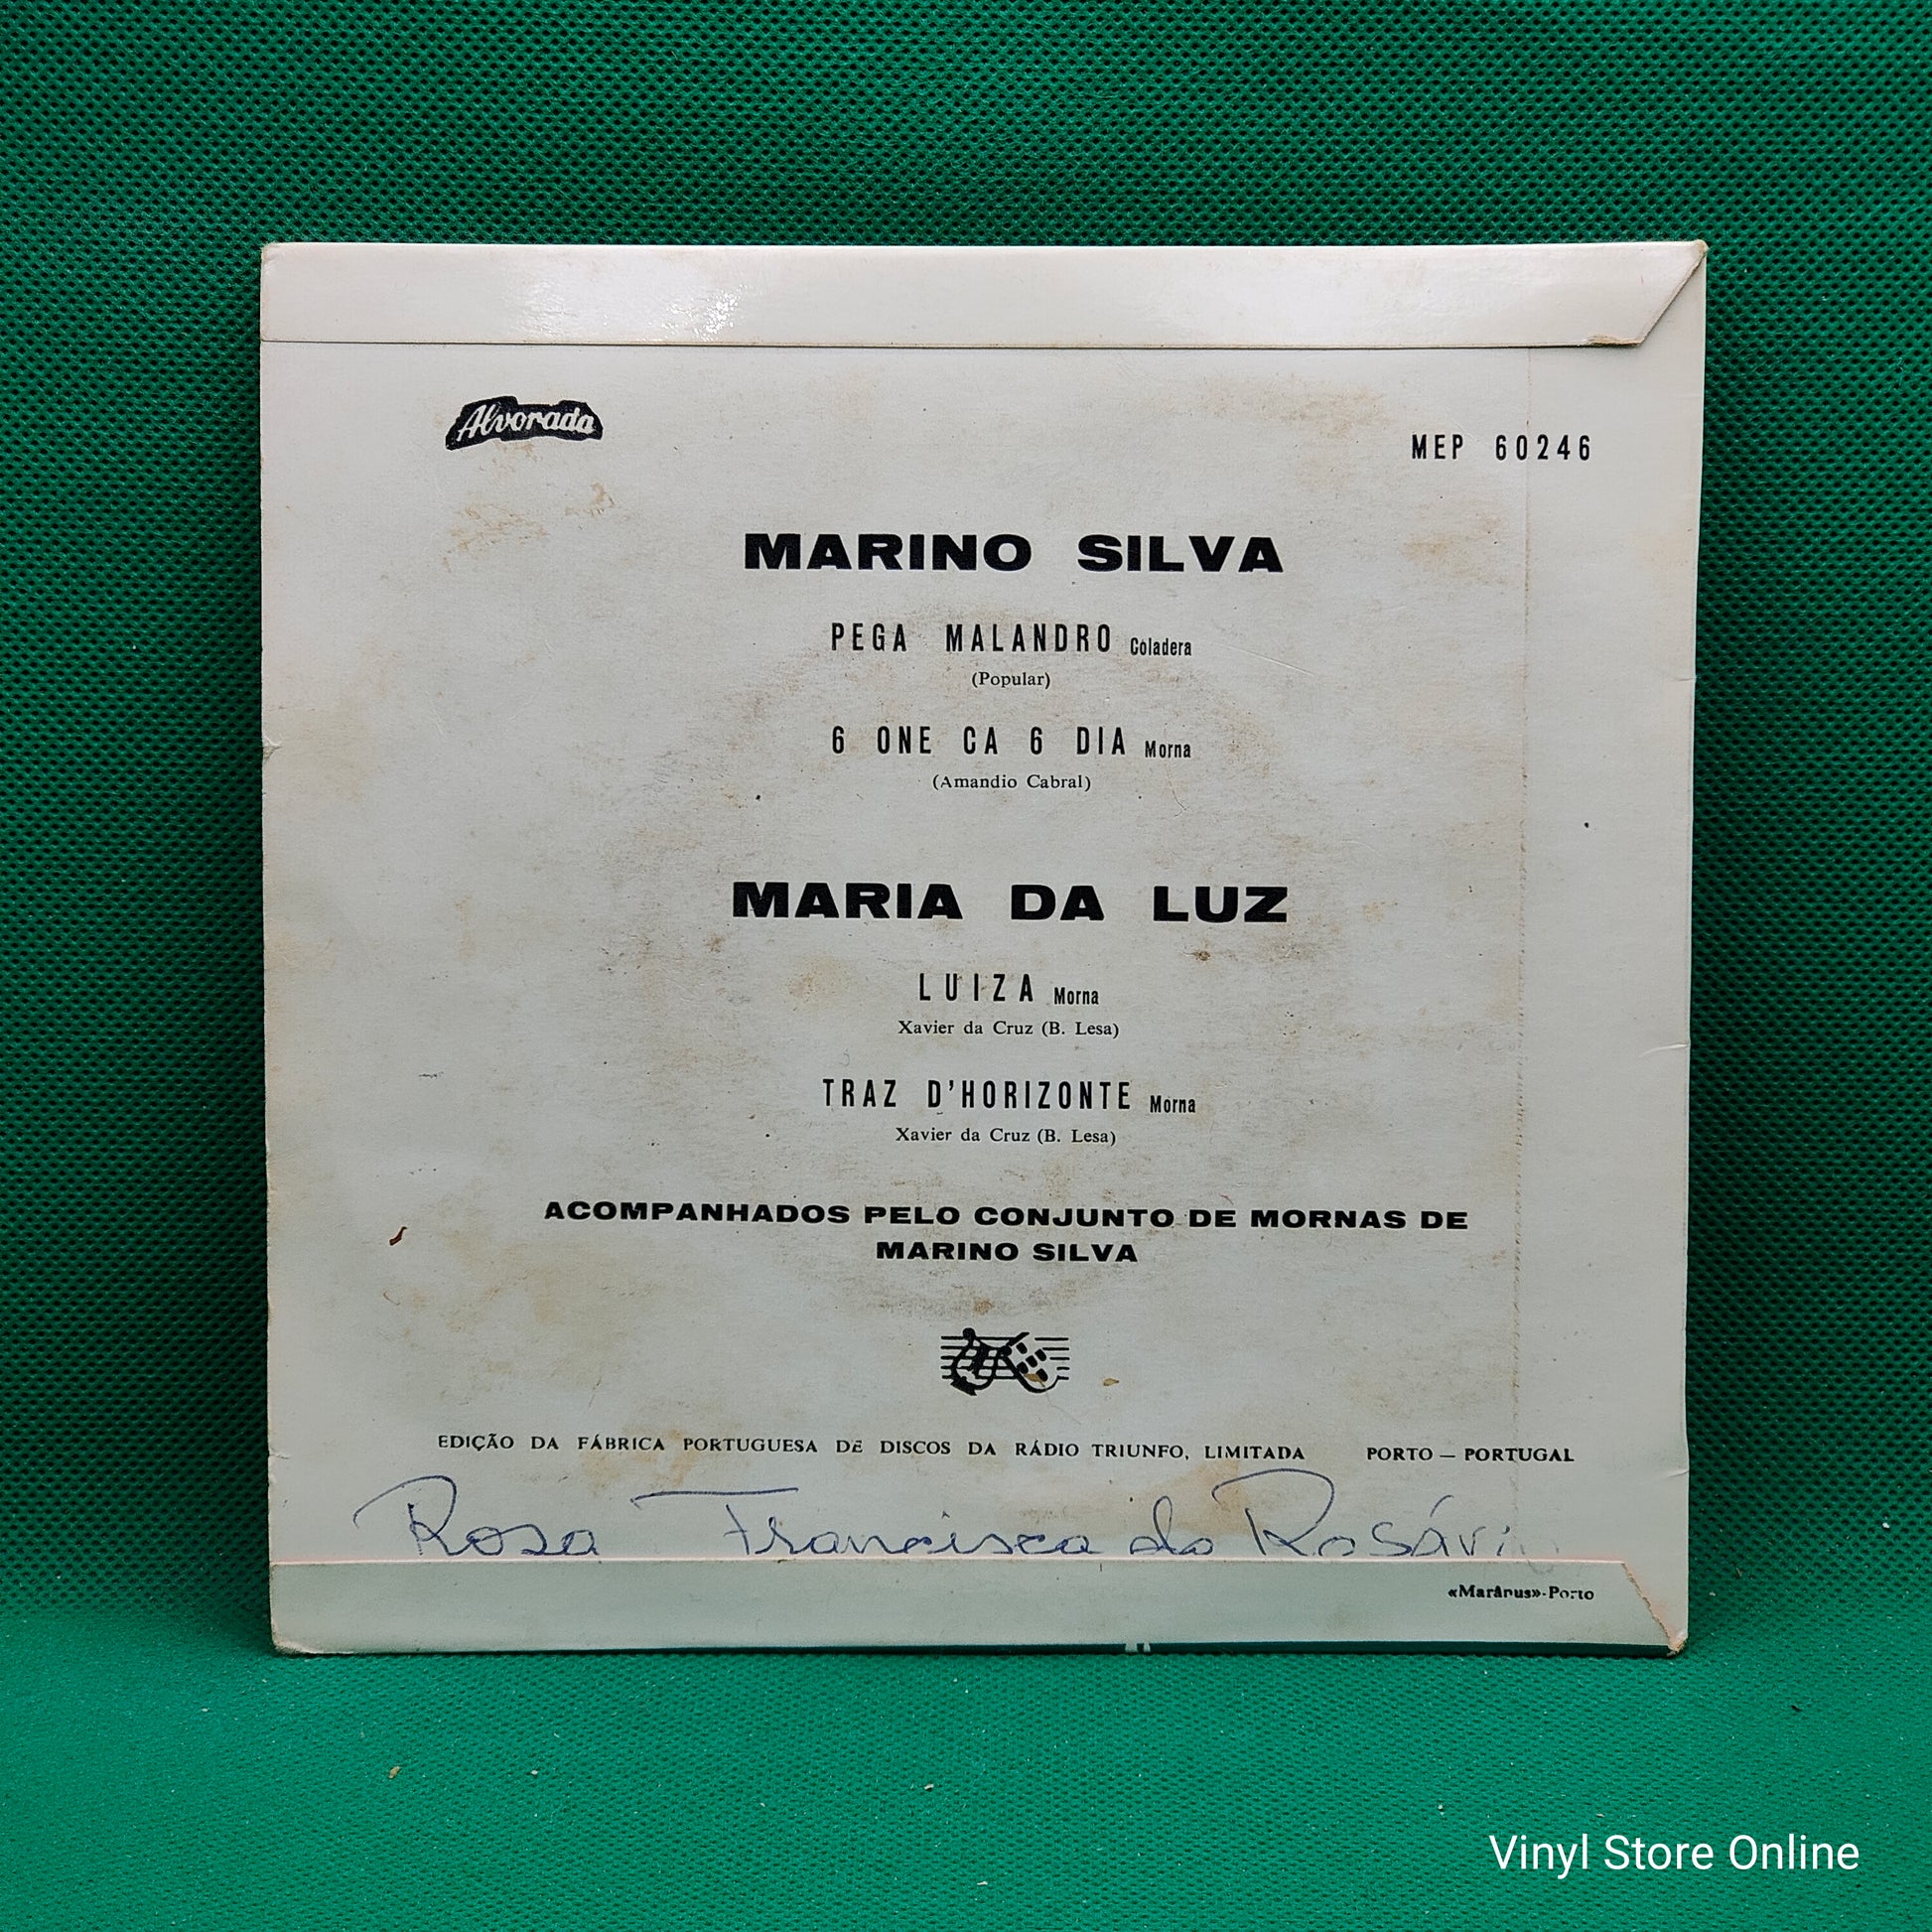 Alvorada
MEP 60246
MARINO SILVA
PEGA MALANDRO Coladera
(Popular)
6 ONE CA 6 DIA Morna
(Amandio Cabral)
MARIA DA LUZ
LUIZA Morna
Xavier da Cruz (B. Lesa)
TRAZ D'HORIZONTE Morna
Xavier da Cruz (B. Lesa)
ACOMPANHADOS PELO CONJUNTO DE MORNAS DE
MARINO SILVA
EDIÇÃO DA FÁBRICA PORTUGUESA DE DISCOS DA RÁDIO TRIUNFO, LIMITADA PORTO — PORTUGAL
Rosa Francisca do Rosári
«Marânus»-Porto
Vinyl Store Online